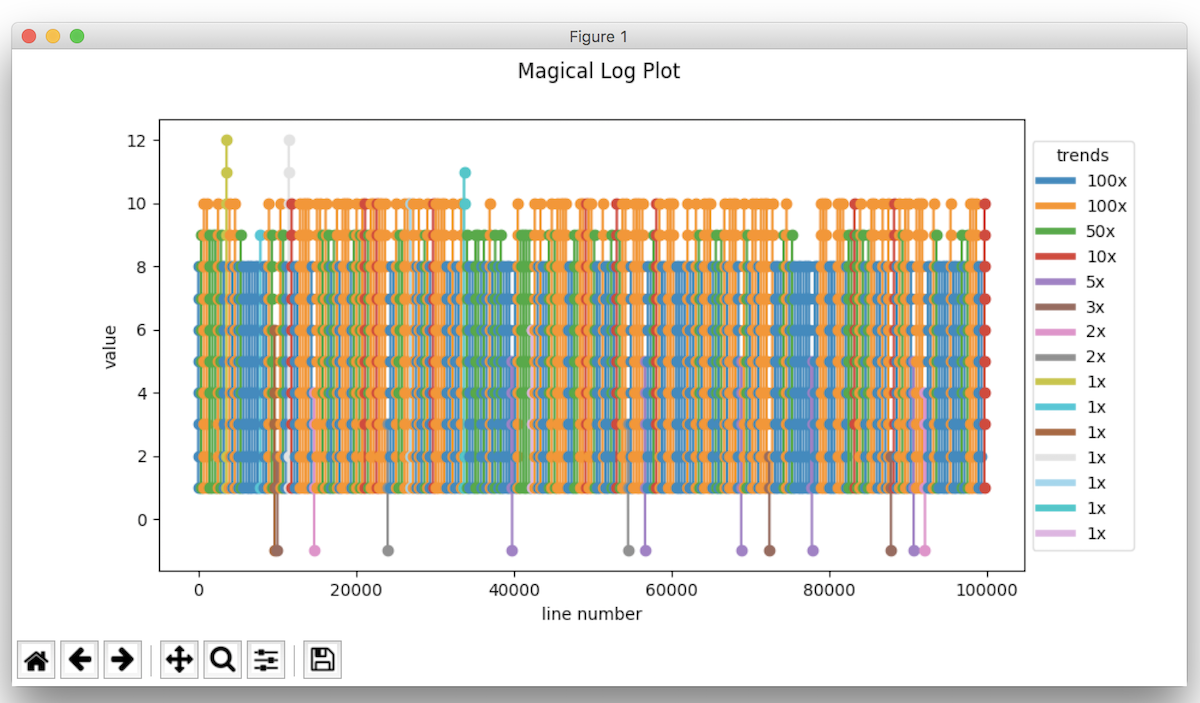 Figure 1
Magical Log Plot
12
10
8
6
4
2
0
value
0 20000 40000 60000 80000 100000
line number
trends
100x
100x
50x
10x
5x
3x
2x
2x
1x
1x
1x
1x
1x
1x
1x